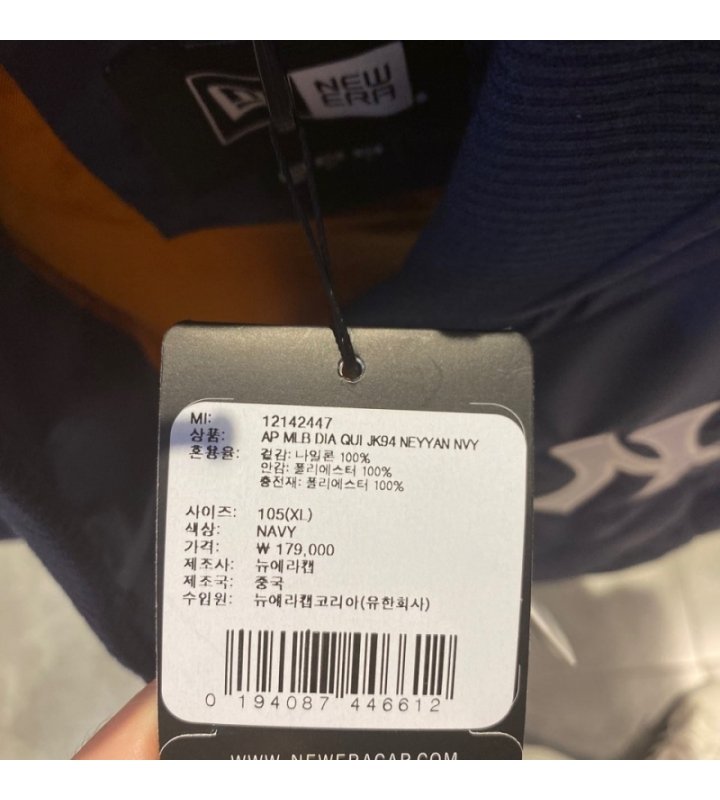 NEW
ERA
MI: 12142447
상품: AP MLB DIA QUI JK94 NEYYAN NVY
혼용율: 겉감: 나일론 100%
안감: 폴리에스터 100%
충전재: 폴리에스터 100%
사이즈: 105(XL)
색상: NAVY
가격: ₩ 179,000
제조사: 뉴에라캡
제조국: 중국
수입원: 뉴에라캡코리아(유한회사)
0 194087 446612
WWW.NEWERACAP.COM